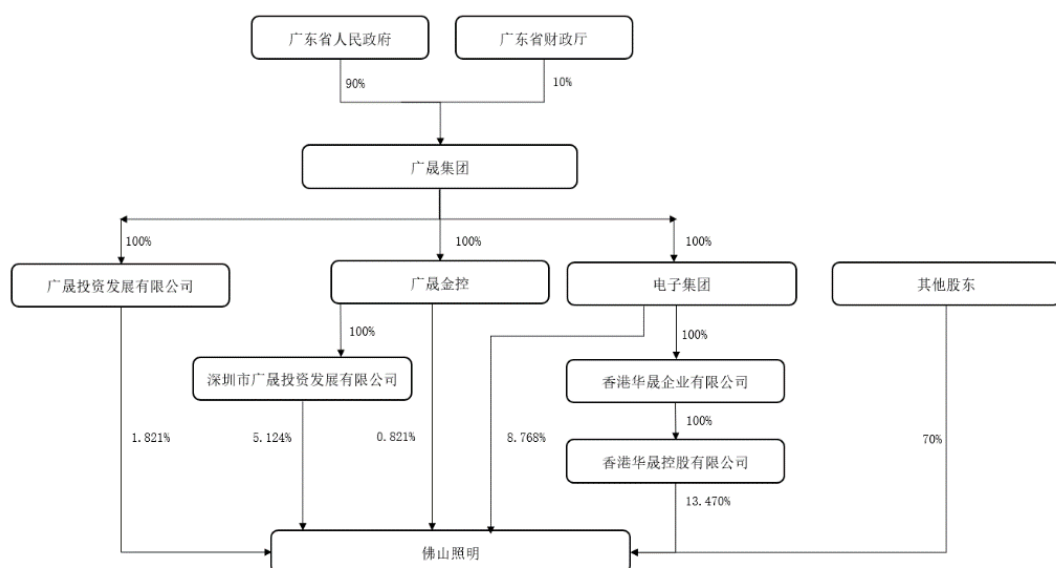 广东省人民政府
广东省财政厅
90%
10%
广晟集团
100%
100%
100%
广晟投资发展有限公司
广晟金控
电子集团
其他股东
100%
100%
深圳市广晟投资发展有限公司
香港华晟企业有限公司
100%
1.821%
5.124%
0.821%
8.768%
70%
香港华晟控股有限公司
13.470%
佛山照明